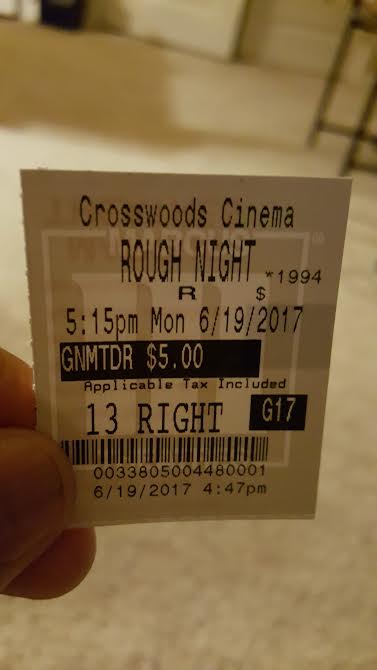 Crosswoods Cinema
ROUGH NIGHT *1994
R $
5:15pm Mon 6/19/2017
GNMTDR $5.00
Applicable Tax Included
13 RIGHT G17
0033805004480001
6/19/2017 4:47pm